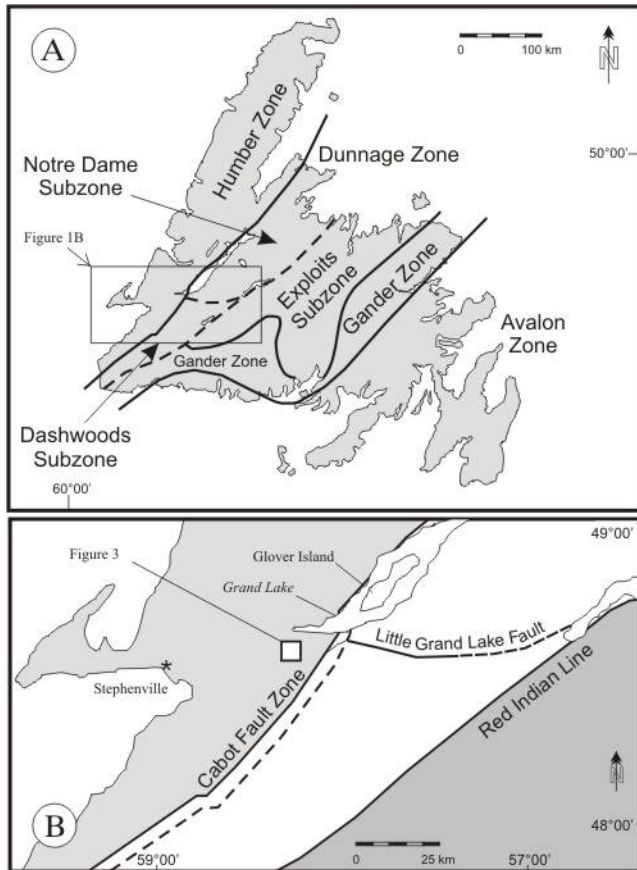 A
0 100 km
N
50°00'
Humber Zone
Dunnage Zone
Notre Dame
Subzone
Figure 1B
Exploits
Subzone
Gander Zone
Avalon
Zone
Gander Zone
Dashwoods
Subzone
60°00'
49°00'
Figure 3
Glover Island
Grand Lake
Little Grand Lake Fault
*
Stephenville
Cabot Fault Zone
Red Indian Line
N
B
48°00'
0 25 km
59°00'
57°00'